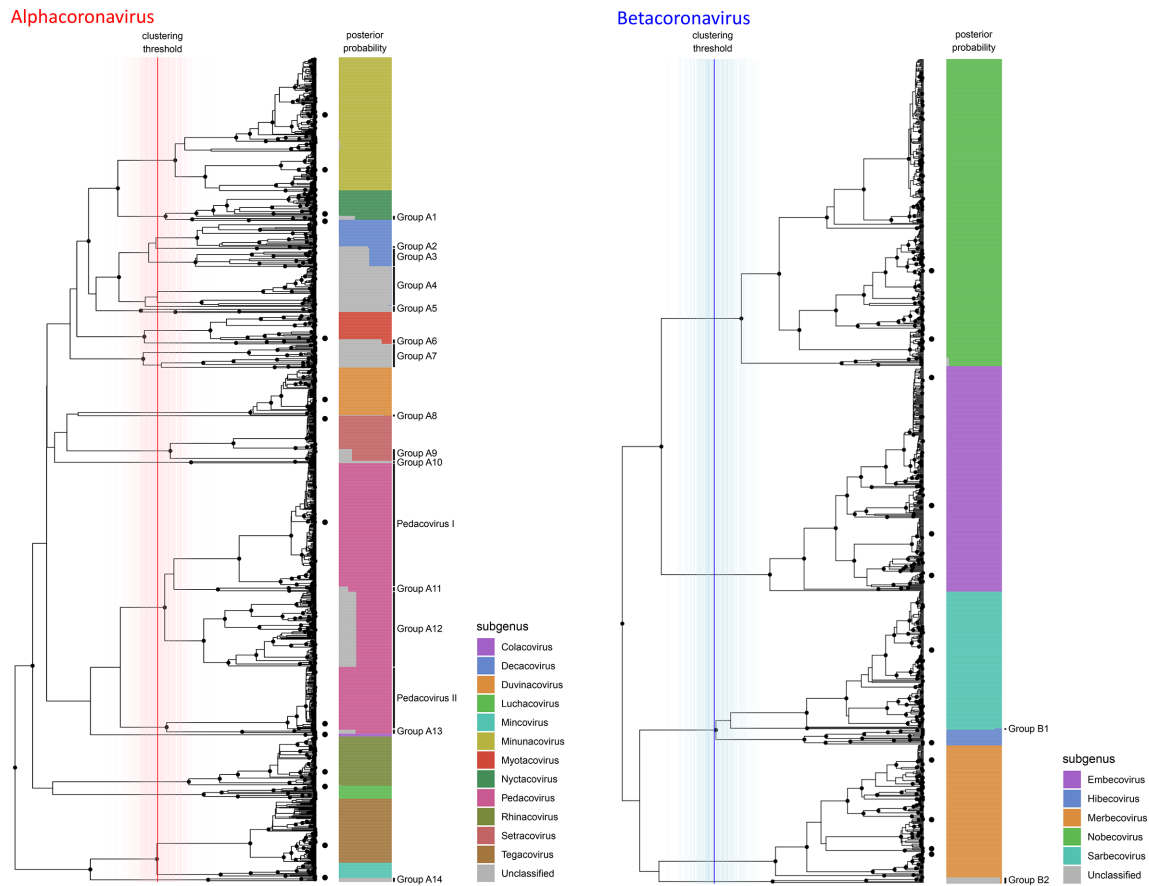 Alphacoronavirus
clustering
threshold
posterior
probability
Group A1
Group A2
Group A3
Group A4
Group A5
Group A6
Group A7
Group A8
Group A9
Group A10
Pedacovirus I
Group A11
Group A12
Pedacovirus II
Group A13
Group A14
subgenus
Colacovirus
Decacovirus
Duvinacovirus
Luchacovirus
Mincovirus
Minunacovirus
Myotacovirus
Nyctacovirus
Pedacovirus
Rhinacovirus
Setracovirus
Tegacovirus
Unclassified
Betacoronavirus
clustering
threshold
posterior
probability
Group B1
Group B2
subgenus
Embecovirus
Hibecovirus
Merbecovirus
Nobecovirus
Sarbecovirus
Unclassified